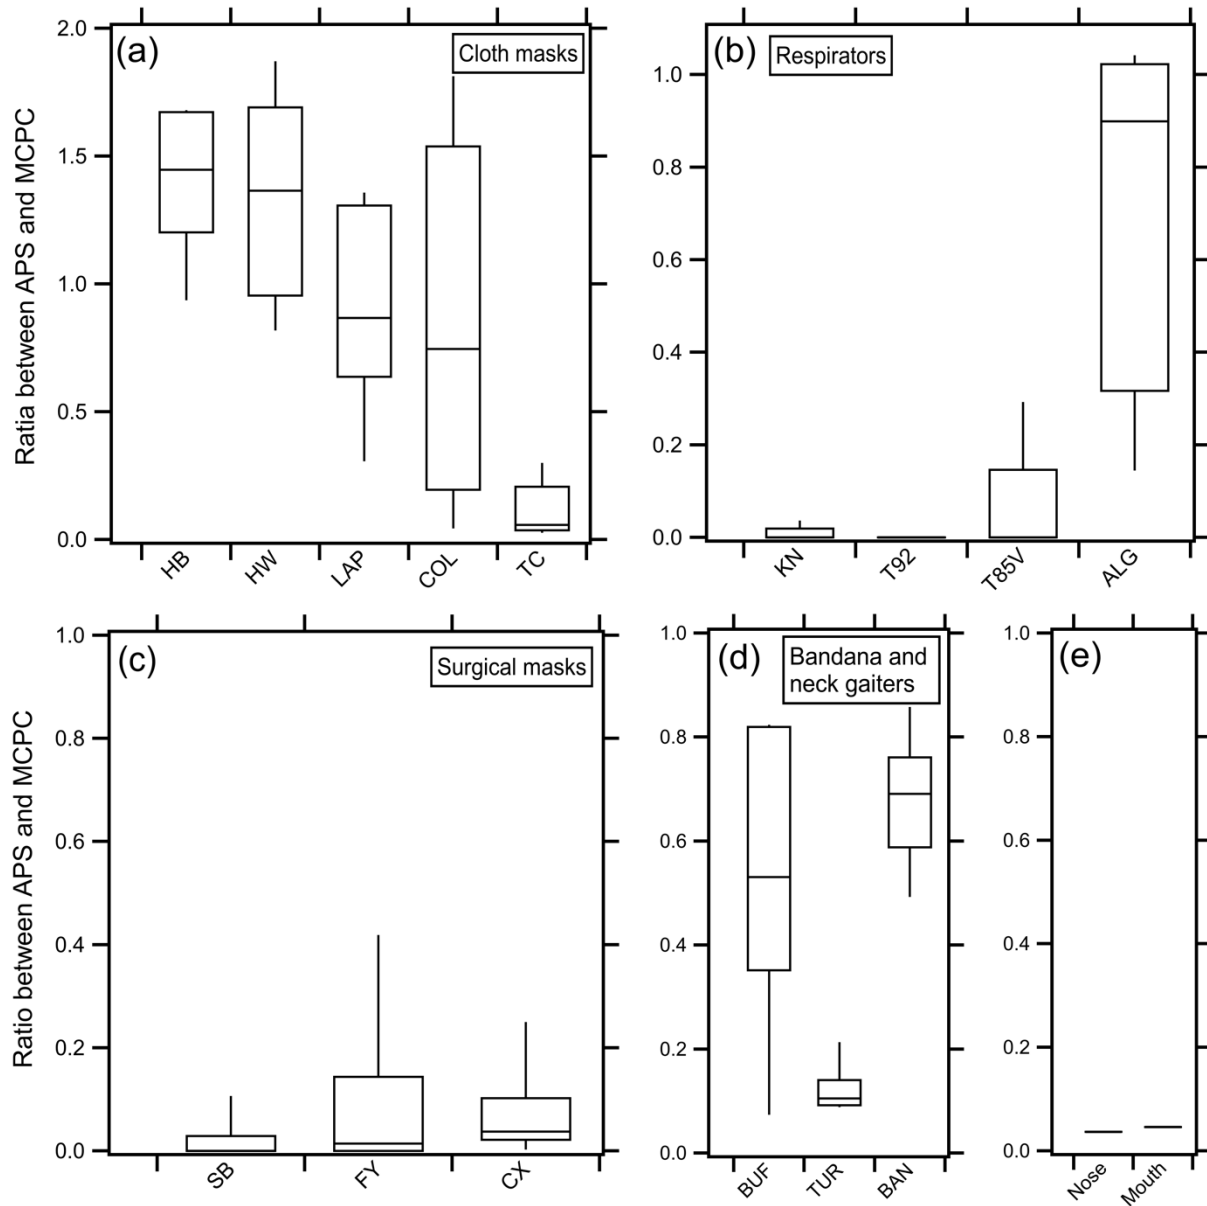 (a)
Cloth masks
Ratia between APS and MCPC
2.0
1.5
1.0
0.5
0.0
HB
HW
LAP
COL
TC
(b)
Respirators
1.0
0.8
0.6
0.4
0.2
0.0
KN
T92
T85V
ALG
(c)
Surgical masks
Ratio between APS and MCPC
1.0
0.8
0.6
0.4
0.2
0.0
SB
FY
CX
(d)
Bandana and
neck gaiters
1.0
0.8
0.6
0.4
0.2
0.0
BUF
TUR
BAN
(e)
1.0
0.8
0.6
0.4
0.2
0.0
Nose
Mouth